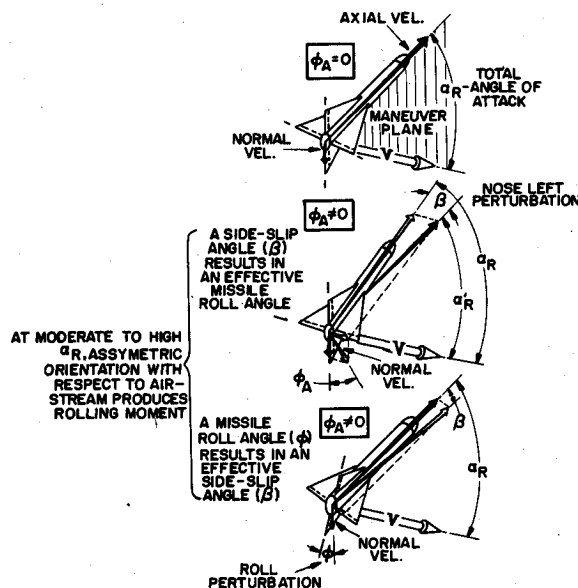 AXIAL VEL.
ϕA=0
TOTAL
αR-ANGLE OF
ATTACK
MANEUVER
PLANE
NORMAL
VEL.
V
NOSE LEFT
PERTURBATION
β
ϕA≠0
A SIDE-SLIP
ANGLE (β)
RESULTS IN
AN EFFECTIVE
MISSILE
ROLL ANGLE
αR
α'R
V
NORMAL
VEL.
ϕA
AT MODERATE TO HIGH
αR, ASSYMETRIC
ORIENTATION WITH
RESPECT TO AIR-
STREAM PRODUCES
ROLLING MOMENT
ϕA≠0
A MISSILE
ROLL ANGLE (ϕ)
RESULTS IN AN
EFFECTIVE
SIDE-SLIP
ANGLE (β)
β
αR
V
NORMAL
VEL.
ϕ
ROLL
PERTURBATION